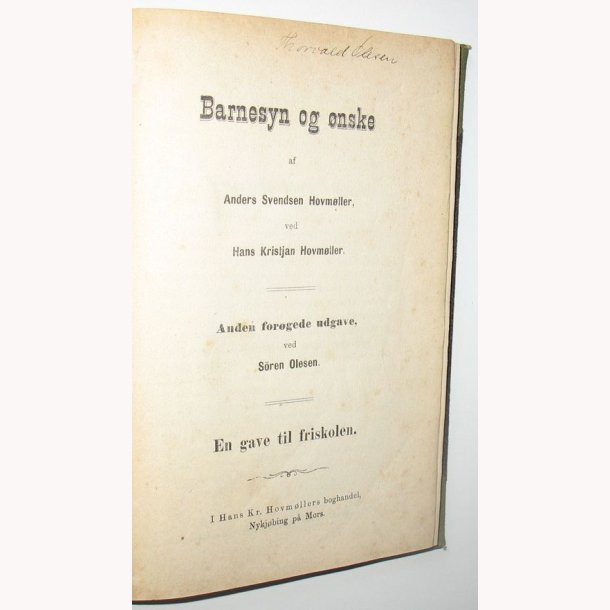 Thorvald Olesen
Barnesyn og ønske
af
Anders Svendsen Hovmøller,
ved
Hans Kristjan Hovmøller.
Anden forøgede udgave,
ved
Sören Olesen.
En gave til friskolen.
I Hans Kr. Hovmøllers boghandel,
Nykjøbing på Mors.